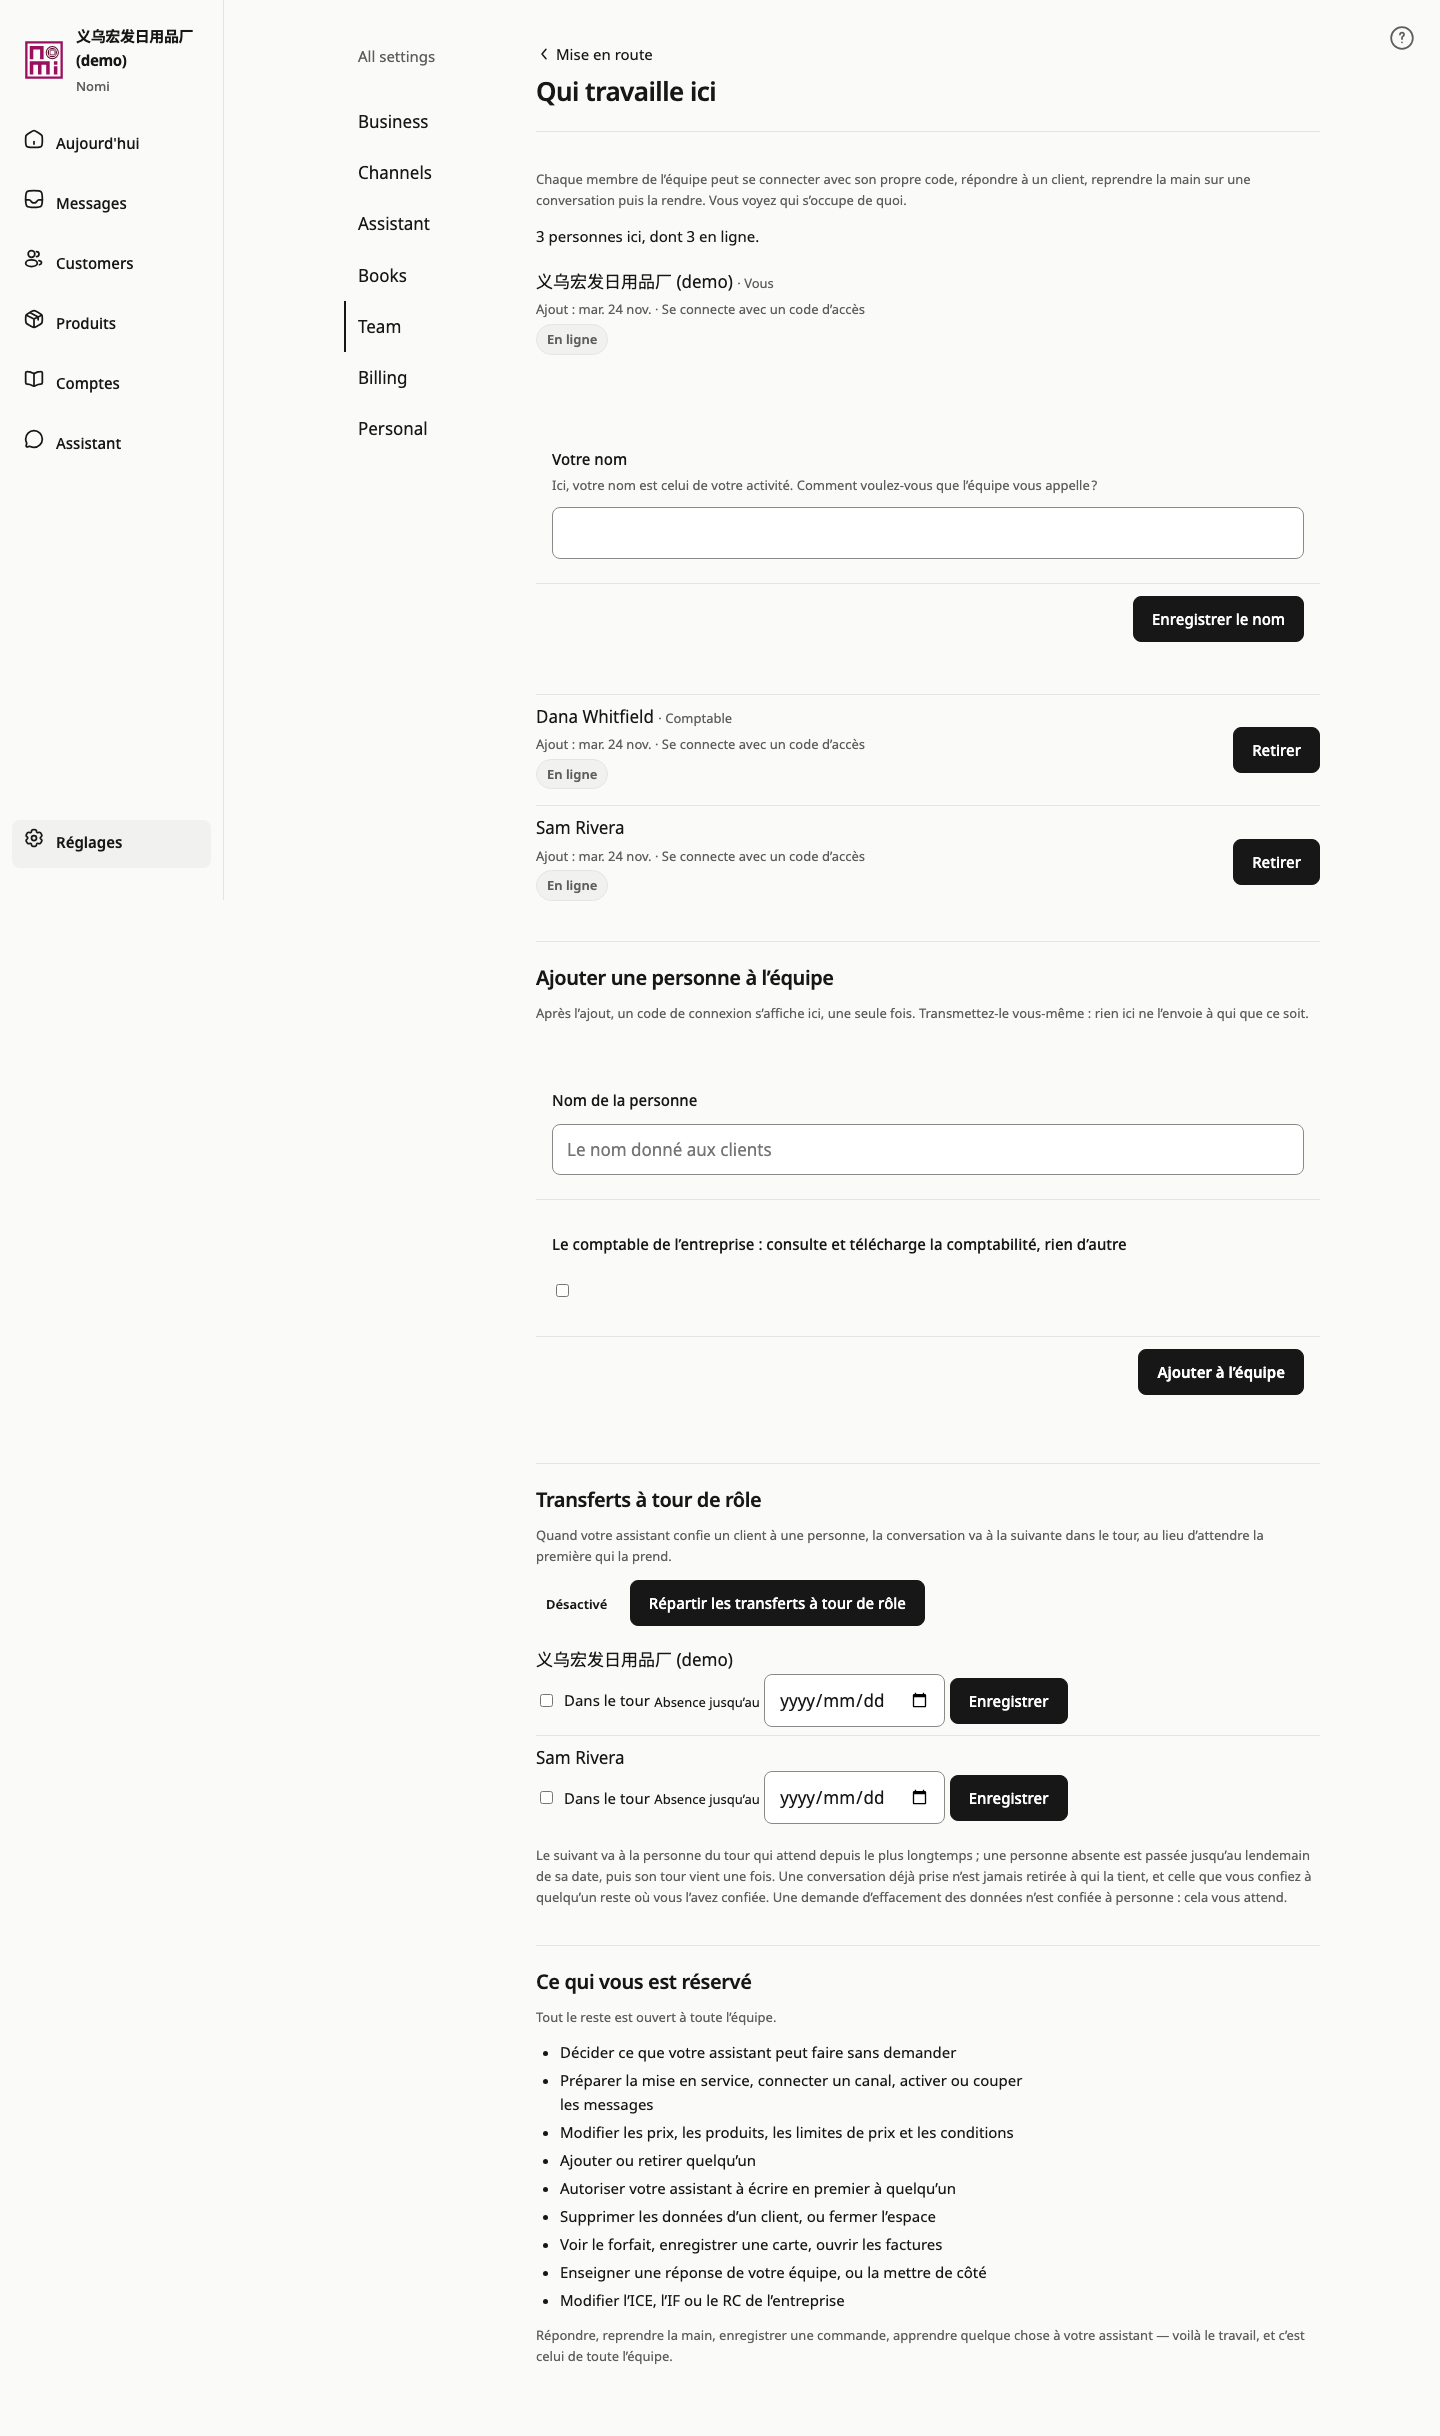 义乌宏发日用品厂
(demo)
Nomi
Aujourd'hui
Messages
Customers
Produits
Comptes
Assistant
Réglages
All settings
Business
Channels
Assistant
Books
Team
Billing
Personal
Mise en route
Qui travaille ici
Chaque membre de l’équipe peut se connecter avec son propre code, répondre à un client, reprendre la main sur une
conversation puis la rendre. Vous voyez qui s’occupe de quoi.
3 personnes ici, dont 3 en ligne.
义乌宏发日用品厂 (demo) · Vous
Ajout : mar. 24 nov. · Se connecte avec un code d’accès
En ligne
Votre nom
Ici, votre nom est celui de votre activité. Comment voulez-vous que l’équipe vous appelle ?
Enregistrer le nom
Dana Whitfield · Comptable
Ajout : mar. 24 nov. · Se connecte avec un code d’accès
En ligne
Retirer
Sam Rivera
Ajout : mar. 24 nov. · Se connecte avec un code d’accès
En ligne
Retirer
Ajouter une personne à l’équipe
Après l’ajout, un code de connexion s’affiche ici, une seule fois. Transmettez-le vous-même : rien ici ne l’envoie à qui que ce soit.
Nom de la personne
Le nom donné aux clients
Le comptable de l’entreprise : consulte et télécharge la comptabilité, rien d’autre
Ajouter à l’équipe
Transferts à tour de rôle
Quand votre assistant confie un client à une personne, la conversation va à la suivante dans le tour, au lieu d’attendre la
première qui la prend.
Désactivé
Répartir les transferts à tour de rôle
义乌宏发日用品厂 (demo)
Dans le tour Absence jusqu’au yyyy/mm/dd Enregistrer
Sam Rivera
Dans le tour Absence jusqu’au yyyy/mm/dd Enregistrer
Le suivant va à la personne du tour qui attend depuis le plus longtemps ; une personne absente est passée jusqu’au lendemain
de sa date, puis son tour vient une fois. Une conversation déjà prise n’est jamais retirée à qui la tient, et celle que vous confiez à
quelqu’un reste où vous l’avez confiée. Une demande d’effacement des données n’est confiée à personne : cela vous attend.
Ce qui vous est réservé
Tout le reste est ouvert à toute l’équipe.
• Décider ce que votre assistant peut faire sans demander
• Préparer la mise en service, connecter un canal, activer ou couper
les messages
• Modifier les prix, les produits, les limites de prix et les conditions
• Ajouter ou retirer quelqu’un
• Autoriser votre assistant à écrire en premier à quelqu’un
• Supprimer les données d’un client, ou fermer l’espace
• Voir le forfait, enregistrer une carte, ouvrir les factures
• Enseigner une réponse de votre équipe, ou la mettre de côté
• Modifier l’ICE, l’IF ou le RC de l’entreprise
Répondre, reprendre la main, enregistrer une commande, apprendre quelque chose à votre assistant — voilà le travail, et c’est
celui de toute l’équipe.